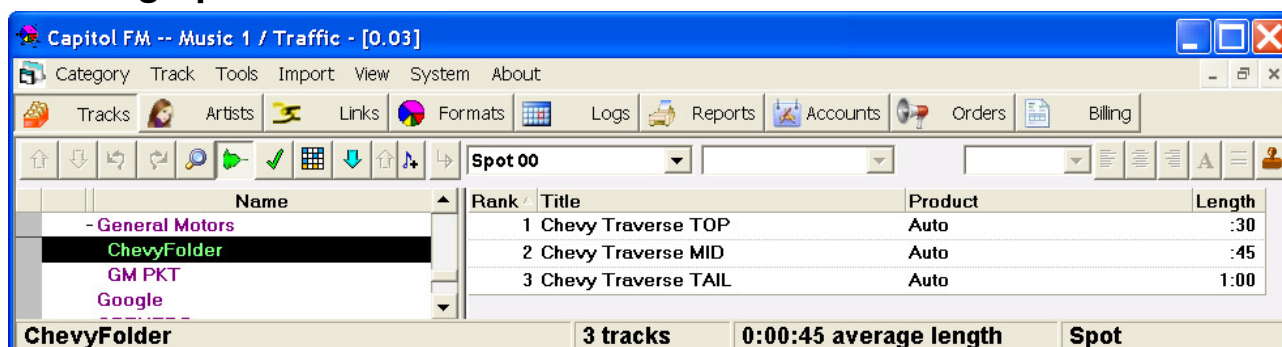 Capitol FM -- Music 1 / Traffic - [0.03]
Category Track Tools Import View System About
Tracks Artists Links Formats Logs Reports Accounts Orders Billing
Spot 00
Name Rank Title Product Length
- General Motors 1 Chevy Traverse TOP Auto :30
ChevyFolder 2 Chevy Traverse MID Auto :45
GM PKT 3 Chevy Traverse TAIL Auto 1:00
Google
ChevyFolder 3 tracks 0:00:45 average length Spot